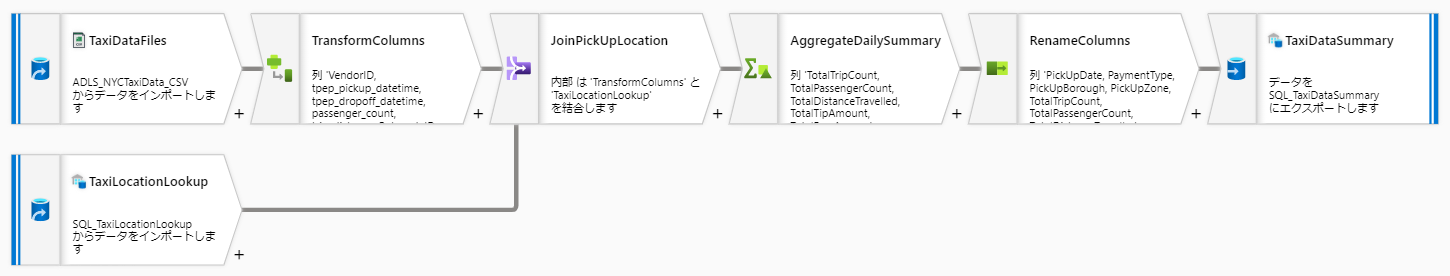 TaxiDataFiles
ADLS_NYCTaxiData_CSV
からデータをインポートしま
す
+
TransformColumns
列 'VendorID,
tpep_pickup_datetime,
tpep_dropoff_datetime,
passenger_count,
+
JoinPickUpLocation
内部 は 'TransformColumns' と
'TaxiLocationLookup'
を結合します
+
AggregateDailySummary
列 'TotalTripCount,
TotalPassengerCount,
TotalDistanceTravelled,
TotalTipAmount,
+
RenameColumns
列 'PickUpDate, PaymentType,
PickUpBorough, PickUpZone,
TotalTripCount,
TotalPassengerCount,
+
TaxiDataSummary
データを
SQL_TaxiDataSummary
にエクスポートします
TaxiLocationLookup
SQL_TaxiLocationLookup
からデータをインポートしま
す
+